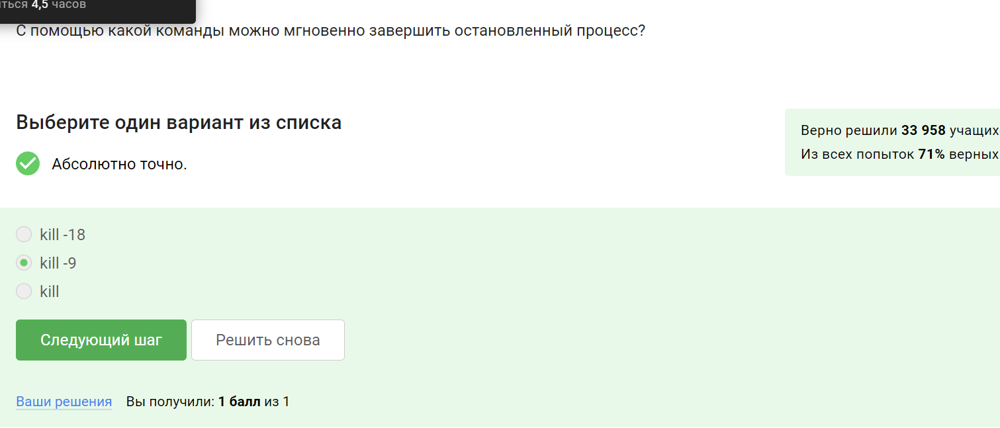 4,5 часов
С помощью какой команды можно мгновенно завершить остановленный процесс?
Выберите один вариант из списка
Абсолютно точно.
Верно решили 33 958 учащих
Из всех попыток 71% верных
kill -18
kill -9
kill
Следующий шаг Решить снова
Ваши решения Вы получили: 1 балл из 1